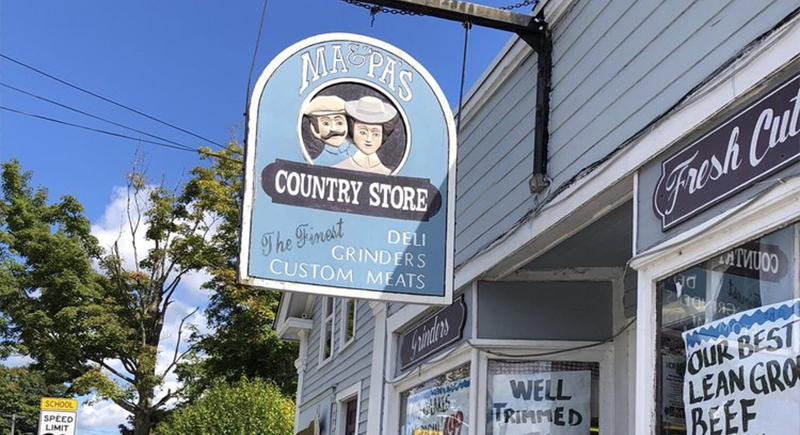 MA & PA'S
COUNTRY STORE
The Finest
DELI
GRINDERS
CUSTOM MEATS
Fresh Cut
Grinders
COUNTRY
OUR BEST
LEAN GRO
BEEF
WELL
TRIMMED
SCHOOL
SPEED
LIMIT